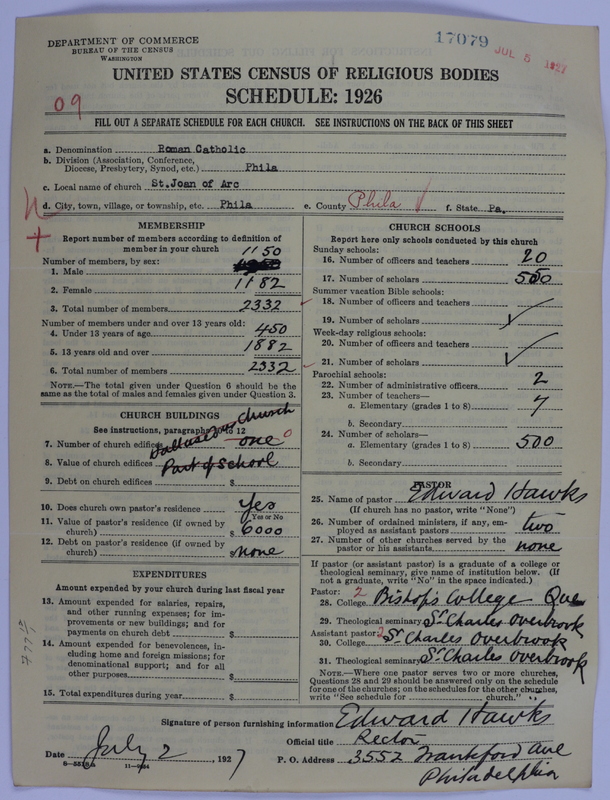 DEPARTMENT OF COMMERCE
BUREAU OF THE CENSUS
WASHINGTON
17079
JUL 5 1927
UNITED STATES CENSUS OF RELIGIOUS BODIES
SCHEDULE: 1926
09
FILL OUT A SEPARATE SCHEDULE FOR EACH CHURCH. SEE INSTRUCTIONS ON THE BACK OF THIS SHEET
a. Denomination Roman Catholic
b. Division (Association, Conference,
Diocese, Presbytery, Synod, etc.) Phila
c. Local name of church St.Joan of Arc
d. City, town, village, or township, etc. Phila e. County Phila f. State Pa.
MEMBERSHIP
Report number of members according to definition of
member in your church
Number of members, by sex: 1150
1. Male
2. Female 1182
3. Total number of members 2332
Number of members under and over 13 years old:
4. Under 13 years of age 450
5. 13 years old and over 1882
6. Total number of members 2332
NOTE.—The total given under Question 6 should be the
same as the total of males and females given under Question 3.
CHURCH BUILDINGS
See instructions, paragraphs 10 to 12
church
7. Number of church edifices one 0
8. Value of church edifices Part of School
9. Debt on church edifices $
10. Does church own pastor's residence Yes
Yes or No
11. Value of pastor's residence (if owned by
church) $6000
12. Debt on pastor's residence (if owned by
church) $none
EXPENDITURES
Amount expended by your church during last fiscal year
13. Amount expended for salaries, repairs,
and other running expenses; for im-
provements or new buildings; and for
payments on church debt $
14. Amount expended for benevolences, in-
cluding home and foreign missions; for
denominational support; and for all
other purposes $
15. Total expenditures during year $
CHURCH SCHOOLS
Report here only schools conducted by this church
Sunday schools:
16. Number of officers and teachers 20
17. Number of scholars 500
Summer vacation Bible schools:
18. Number of officers and teachers
19. Number of scholars
Week-day religious schools:
20. Number of officers and teachers
21. Number of scholars
Parochial schools:
22. Number of administrative officers 2
23. Number of teachers—
a. Elementary (grades 1 to 8) 7
b. Secondary
24. Number of scholars—
a. Elementary (grades 1 to 8) 500
b. Secondary
PASTOR
25. Name of pastor Edward Hawks
(If church has no pastor, write "None")
26. Number of ordained ministers, if any, em-
ployed as assistant pastors two
27. Number of other churches served by the
pastor or his assistants none
If pastor (or assistant pastor) is a graduate of a college or
theological seminary, give name of institution below. (If
not a graduate, write "No" in the space indicated.)
Pastor: 2
28. College Bishop's College Que
29. Theological seminary St Charles Overbrook
Assistant pastor: 2
30. College St Charles Overbrook
31. Theological seminary St Charles Overbrook
NOTE.—Where one pastor serves two or more churches,
Questions 28 and 29 should be answered only on the schedule
for one of the churches; on the schedules for the other churches,
write "See schedule for church."
Signature of person furnishing information Edward Hawks
Official title Rector
Date July 2, 1927 P. O. Address 3552 Frankford Ave
Philadelphia